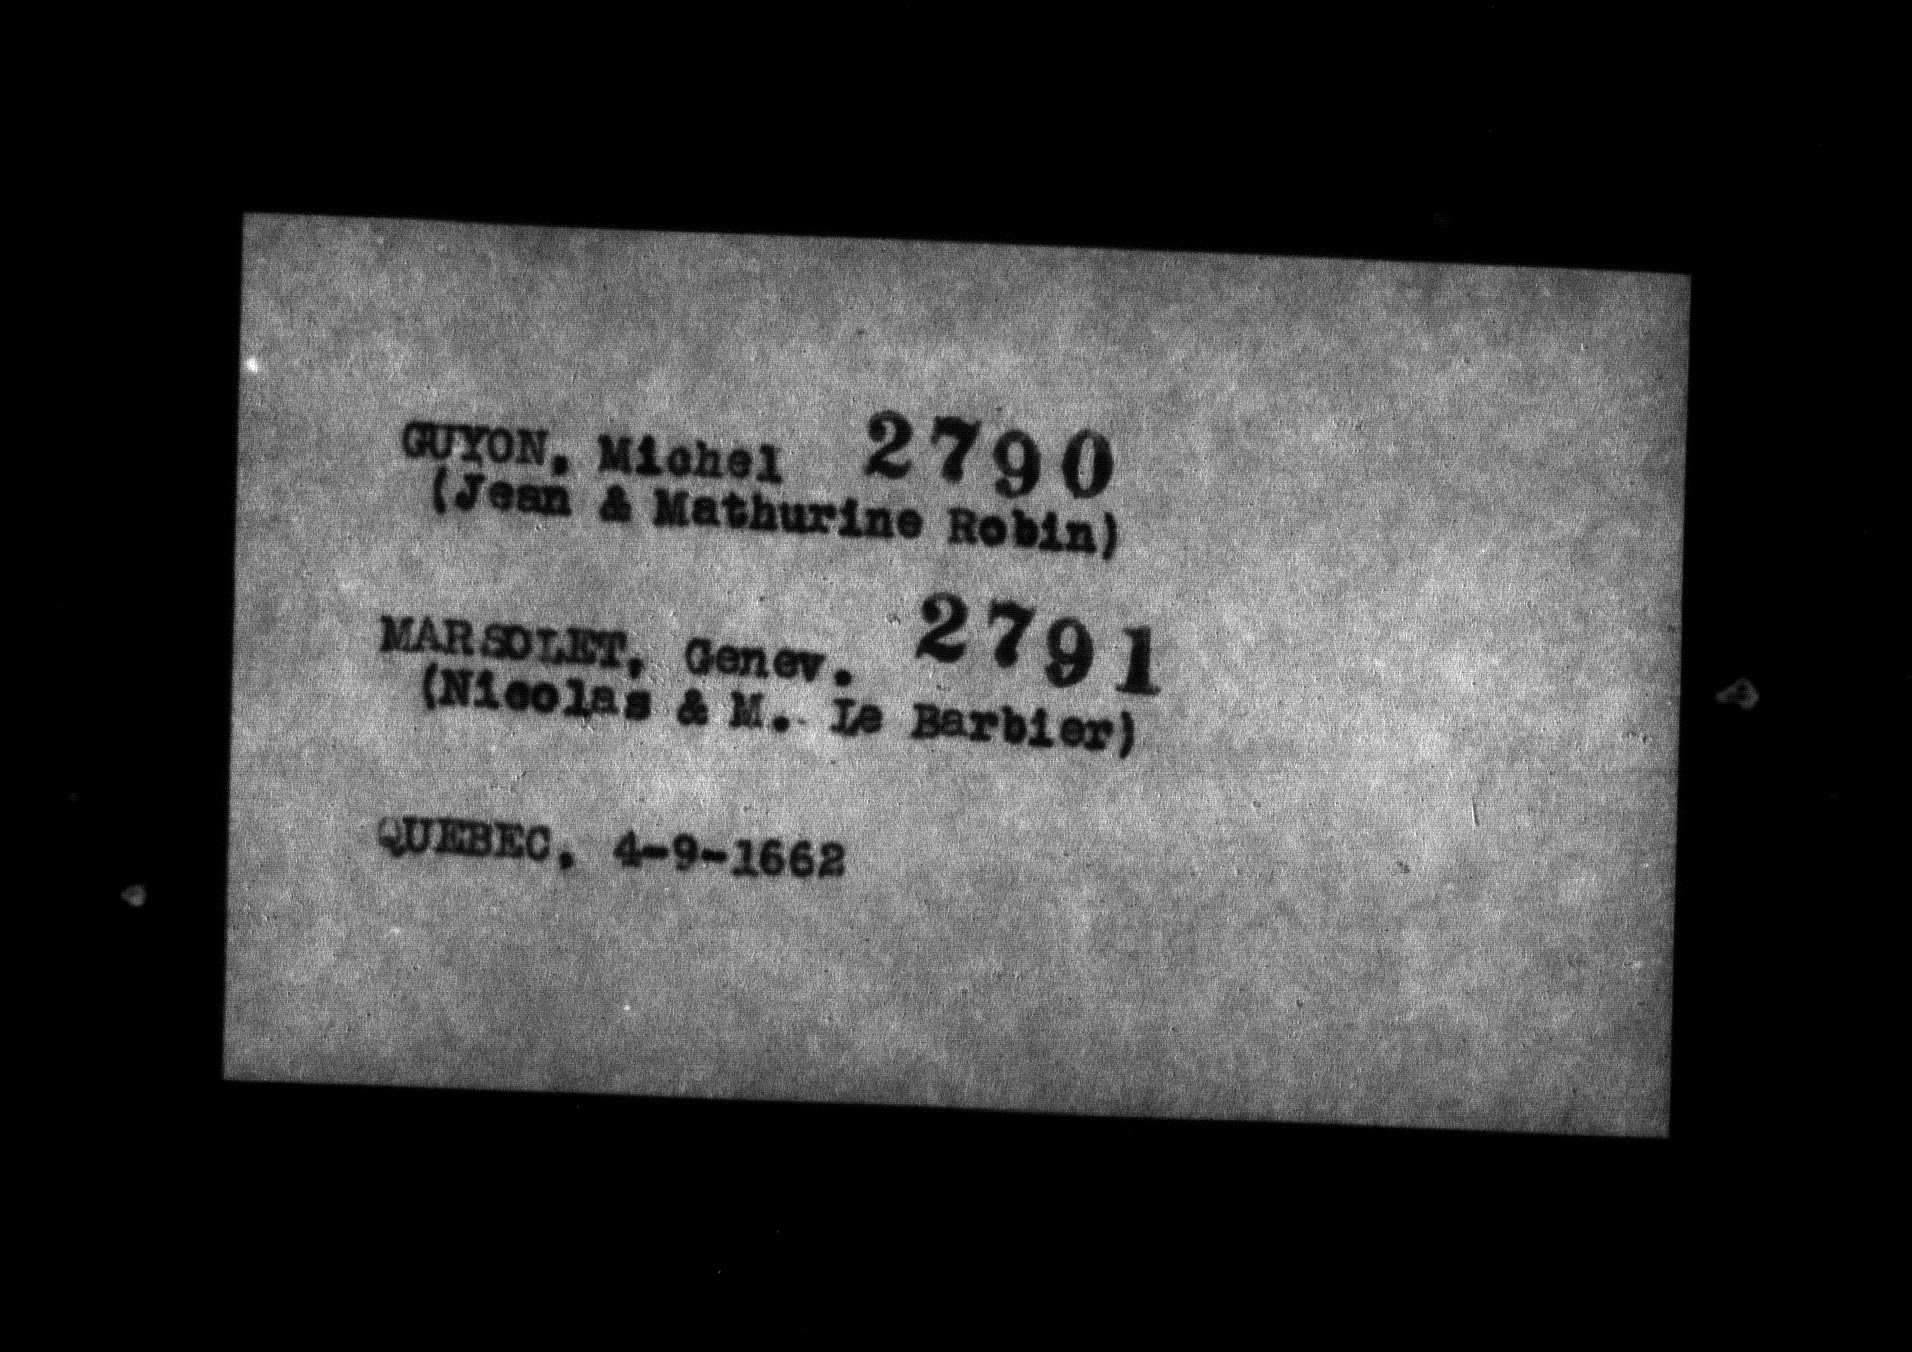 GUYON, Michel 2790
(Jean & Mathurine Robin)
MARSOLET, Genev. 2791
(Nicolas & M. Le Barbier)
QUEBEC, 4-9-1662